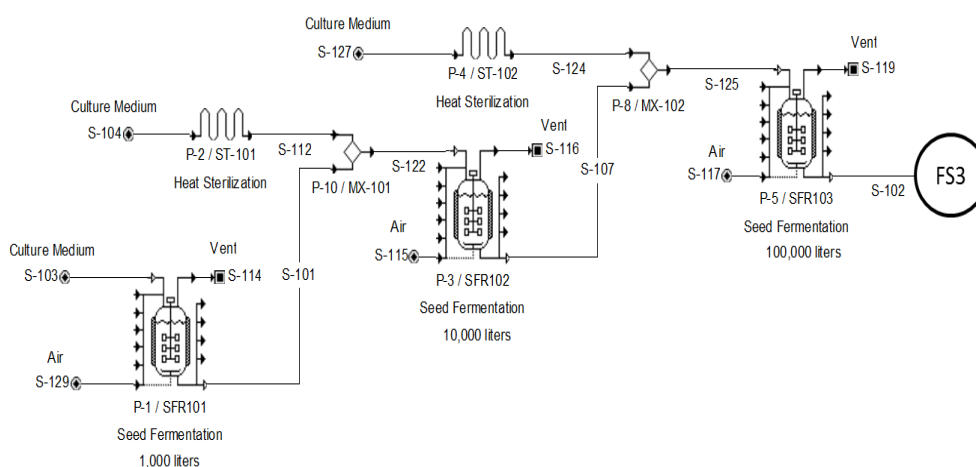 Culture Medium
S-127
P-4 / ST-102
Heat Sterilization
S-124
P-8 / MX-102
S-125
Vent
S-119
Culture Medium
S-104
P-2 / ST-101
Heat Sterilization
S-112
P-10 / MX-101
S-122
Vent
S-116
S-107
Air
S-117
P-5 / SFR103
Seed Fermentation
100,000 liters
S-102
FS3
Culture Medium
S-103
Vent
S-114
S-101
Air
S-115
P-3 / SFR102
Seed Fermentation
10,000 liters
Air
S-129
P-1 / SFR101
Seed Fermentation
1.000 liters